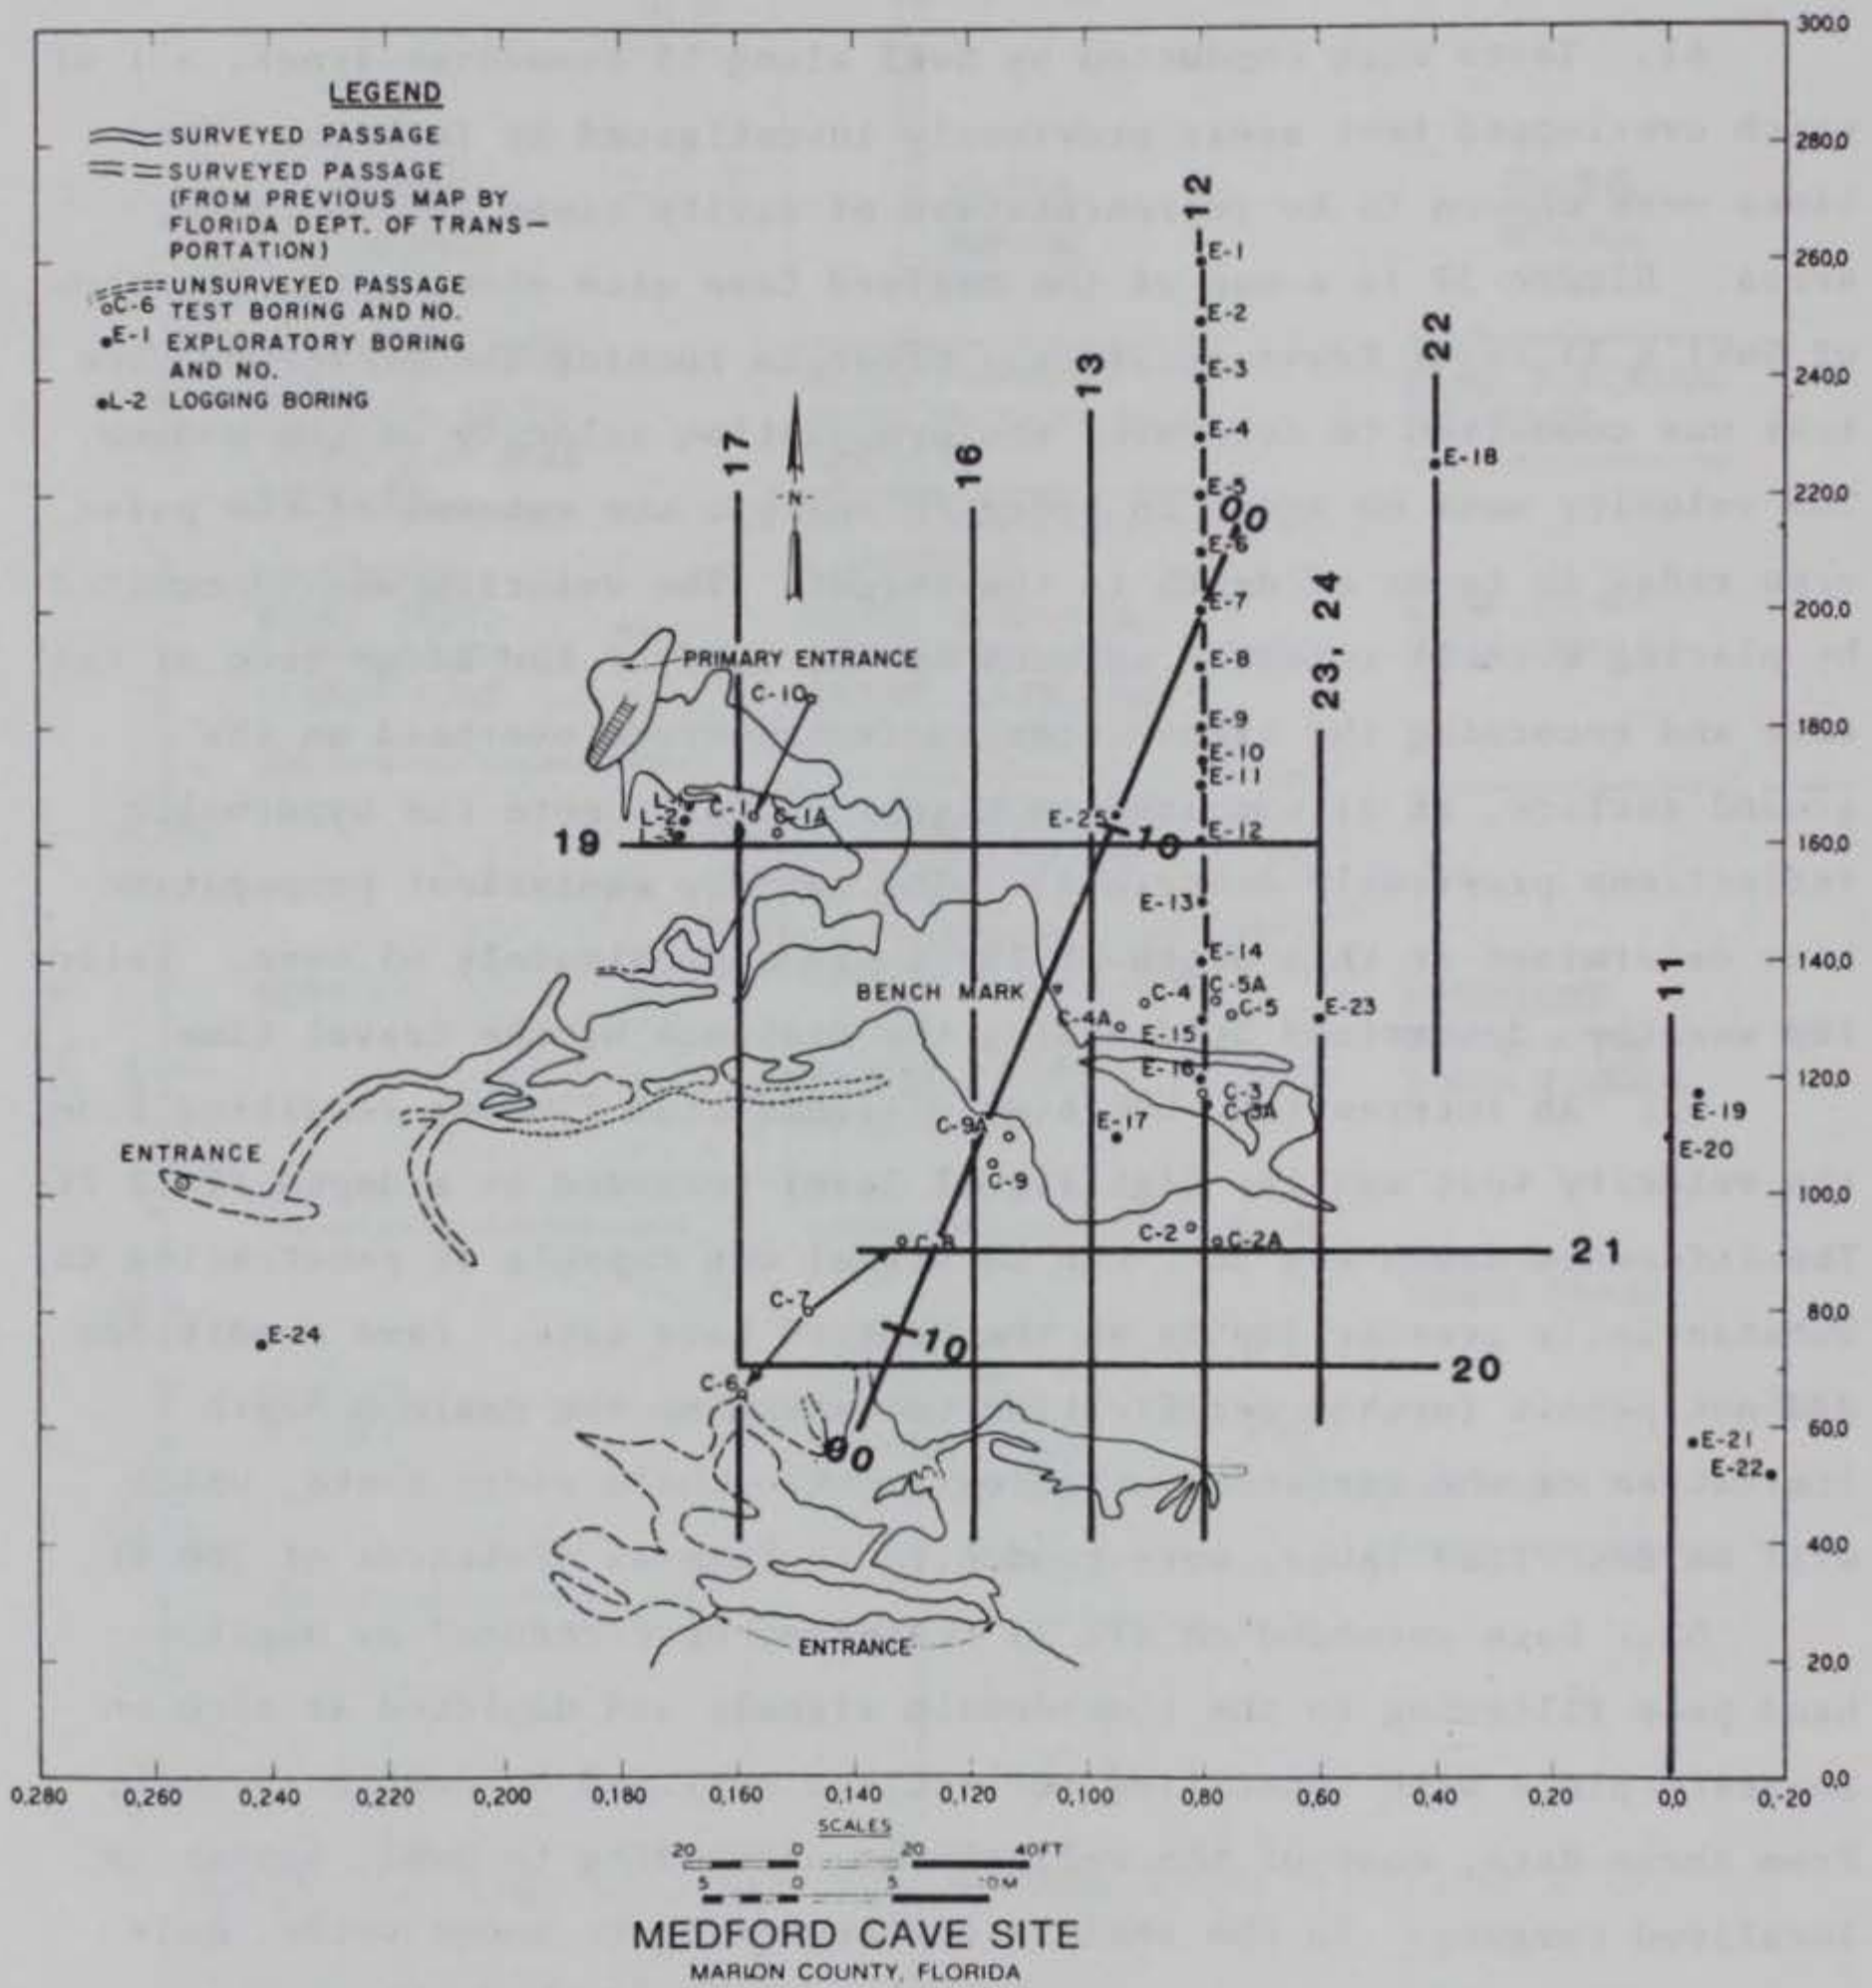 300,0
LEGEND
SURVEYED PASSAGE
SURVEYED PASSAGE
(FROM PREVIOUS MAP BY
FLORIDA DEPT. OF TRANS-
PORTATION)
UNSURVEYED PASSAGE
C-6 TEST BORING AND NO.
E-1 EXPLORATORY BORING
AND NO.
L-2 LOGGING BORING
280,0
260,0
240,0
220,0
200,0
180,0
160,0
140,0
120,0
100,0
80,0
60,0
40,0
20,0
0,0
12
22
13
17
16
23, 24
11
-N-
E-1
E-2
E-3
E-4
E-5
00
E-6
E-7
E-8
E-9
E-10
E-11
E-12
E-13
E-14
E-18
PRIMARY ENTRANCE
C-10
L-1
L-2
L-3
C-1
C-1A
E-25
10
19
BENCH MARK
C-4
C-5A
C-5
C-4A
E-15
E-16
E-23
C-3
C-3A
E-17
C-9A
C-9
E-19
E-20
ENTRANCE
C-2
C-2A
C-8
21
C-7
E-24
10
20
C-6
00
E-21
E-22
ENTRANCE
0,280
0,260
0,240
0,220
0,200
0,180
0,160
0,140
0,120
0,100
0,80
0,60
0,40
0,20
0,0
0,-20
SCALES
20 0 20 40FT
5 0 5 10M
MEDFORD CAVE SITE
MARION COUNTY, FLORIDA